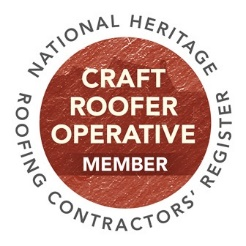 NATIONAL HERITAGE
ROOFING CONTRACTORS' REGISTER
CRAFT
ROOFER
OPERATIVE
MEMBER